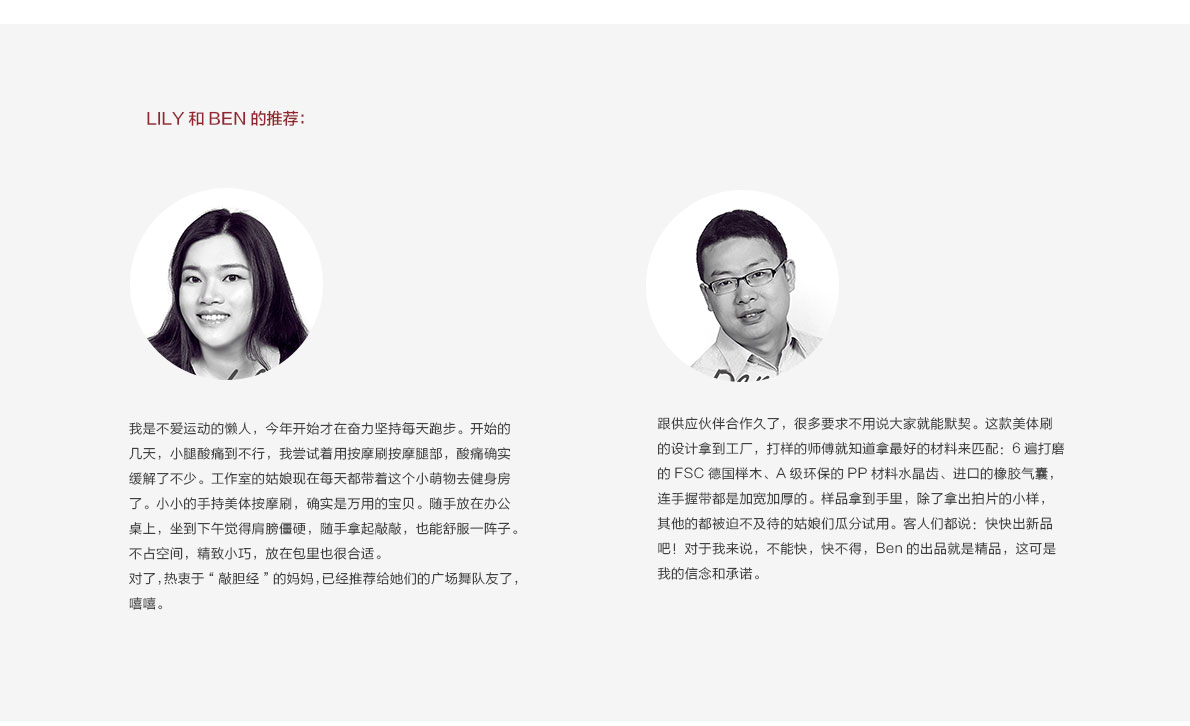 LILY 和 BEN 的推荐：
我是不爱运动的懒人，今年开始才在奋力坚持每天跑步。开始的
几天，小腿酸痛到不行，我尝试着用按摩刷按摩腿部，酸痛确实
缓解了不少。工作室的姑娘现在每天都带着这个小萌物去健身房
了。小小的手持美体按摩刷，确实是万用的宝贝。随手放在办公
桌上，坐到下午觉得肩膀僵硬，随手拿起敲敲，也能舒服一阵子。
不占空间，精致小巧，放在包里也很合适。
对了，热衷于“敲胆经”的妈妈，已经推荐给她们的广场舞队友了，
嘻嘻。
跟供应伙伴合作久了，很多要求不用说大家就能默契。这款美体刷
的设计拿到工厂，打样的师傅就知道拿最好的材料来匹配：6 遍打磨
的 FSC 德国榉木、A 级环保的 PP 材料水晶齿、进口的橡胶气囊，
连手握带都是加宽加厚的。样品拿到手里，除了拿出拍片的小样，
其他的都被迫不及待的姑娘们瓜分试用。客人们都说：快快出新品
吧！对于我来说，不能快，快不得，Ben 的出品就是精品，这可是
我的信念和承诺。